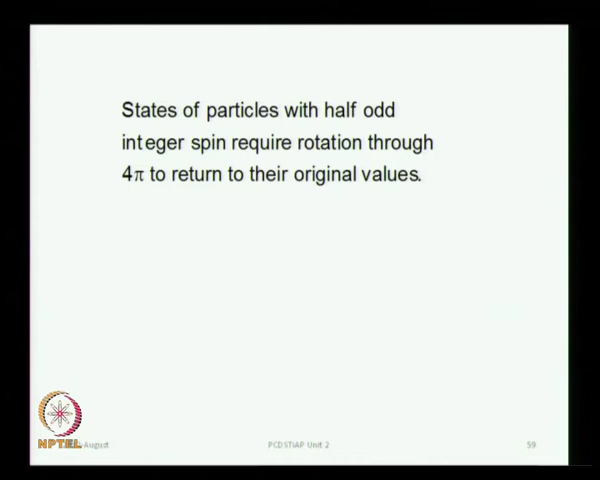 States of particles with half odd
integer spin require rotation through
4π to return to their original values.
NPTEL
August
PCDSTIAP Unit 2
59